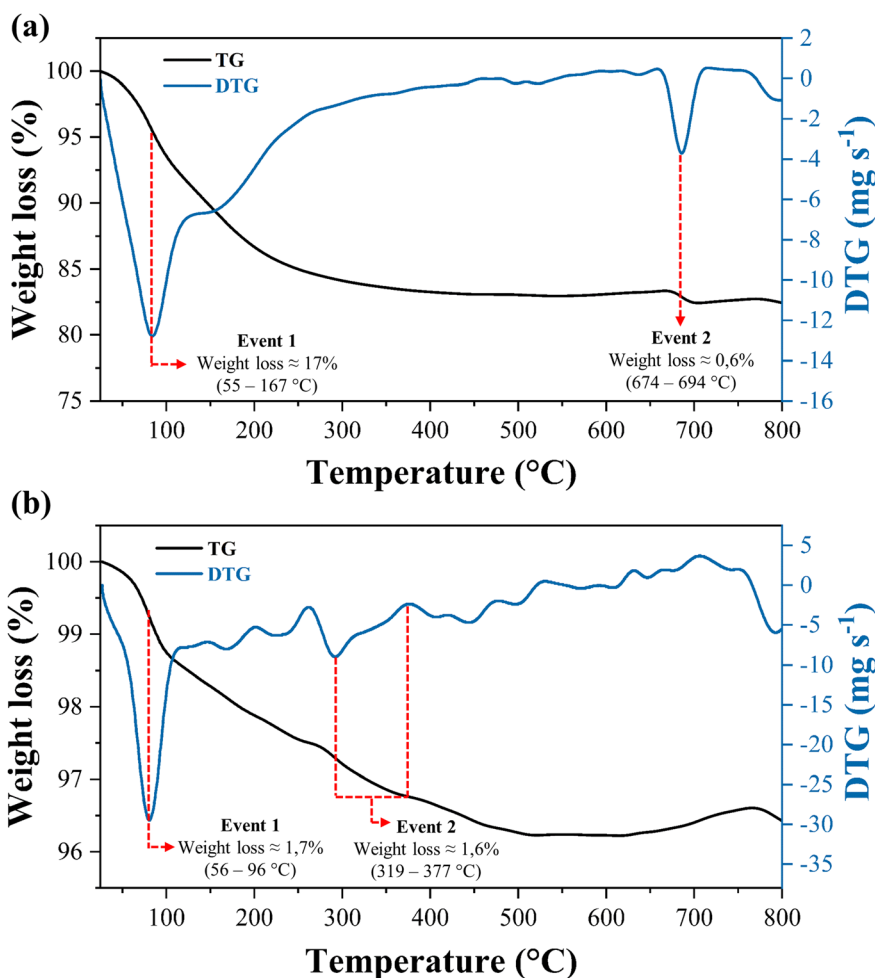 (a)
TG
DTG
Weight loss (%)
100
95
90
85
80
75
2
0
-2
-4
-6
-8
-10
-12
-14
-16
DTG (mg s-1)
Event 1
Weight loss ≈ 17%
(55 – 167 °C)
Event 2
Weight loss ≈ 0,6%
(674 – 694 °C)
100 200 300 400 500 600 700 800
Temperature (°C)
(b)
TG
DTG
Weight loss (%)
100
99
98
97
96
5
0
-5
-10
-15
-20
-25
-30
-35
DTG (mg s-1)
Event 1
Weight loss ≈ 1,7%
(56 – 96 °C)
Event 2
Weight loss ≈ 1,6%
(319 – 377 °C)
100 200 300 400 500 600 700 800
Temperature (°C)